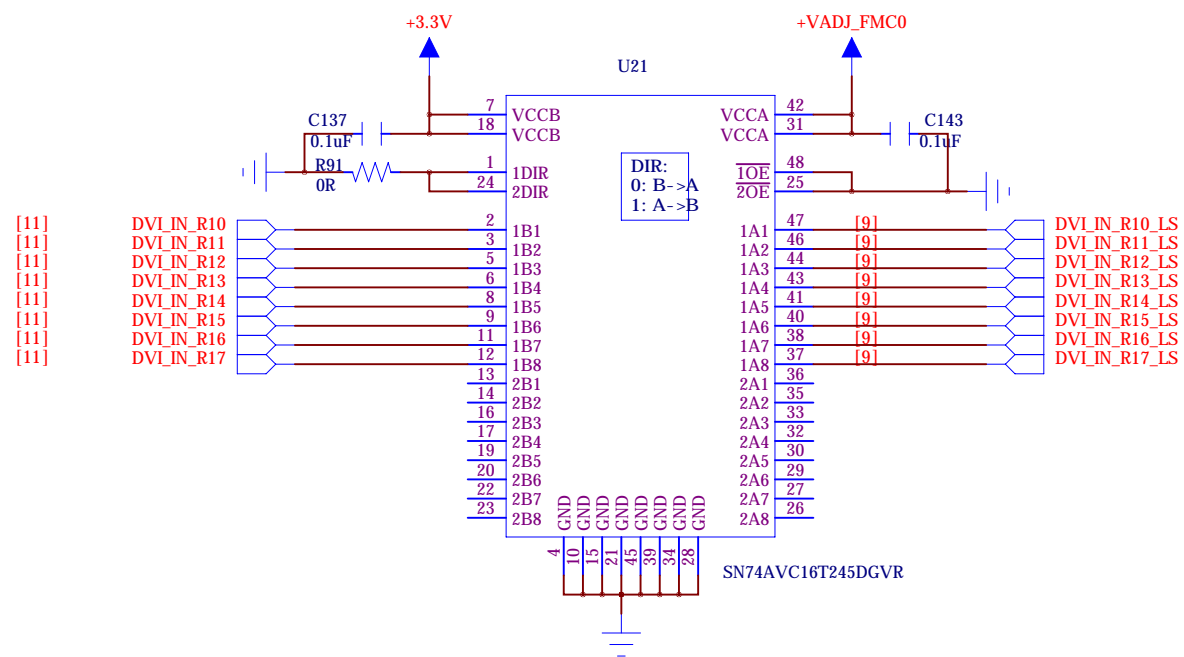 +3.3V
+VADJ_FMC0
U21
7 VCCB
18 VCCB
VCCA 42
VCCA 31
C137
0.1uF
C143
0.1uF
R91
0R
1 1DIR
24 2DIR
DIR:
0: B->A
1: A->B
1OE 48
2OE 25
[11] DVI_IN_R10 2 1B1 1A1 47 [9] DVI_IN_R10_LS
[11] DVI_IN_R11 3 1B2 1A2 46 [9] DVI_IN_R11_LS
[11] DVI_IN_R12 5 1B3 1A3 44 [9] DVI_IN_R12_LS
[11] DVI_IN_R13 6 1B4 1A4 43 [9] DVI_IN_R13_LS
[11] DVI_IN_R14 8 1B5 1A5 41 [9] DVI_IN_R14_LS
[11] DVI_IN_R15 9 1B6 1A6 40 [9] DVI_IN_R15_LS
[11] DVI_IN_R16 11 1B7 1A7 38 [9] DVI_IN_R16_LS
[11] DVI_IN_R17 12 1B8 1A8 37 [9] DVI_IN_R17_LS
13 2B1 2A1 36
14 2B2 2A2 35
16 2B3 2A3 33
17 2B4 2A4 32
19 2B5 2A5 30
20 2B6 2A6 29
22 2B7 2A7 27
23 2B8 2A8 26
GND GND GND GND GND GND GND GND
4 10 15 21 45 39 34 28
SN74AVC16T245DGVR